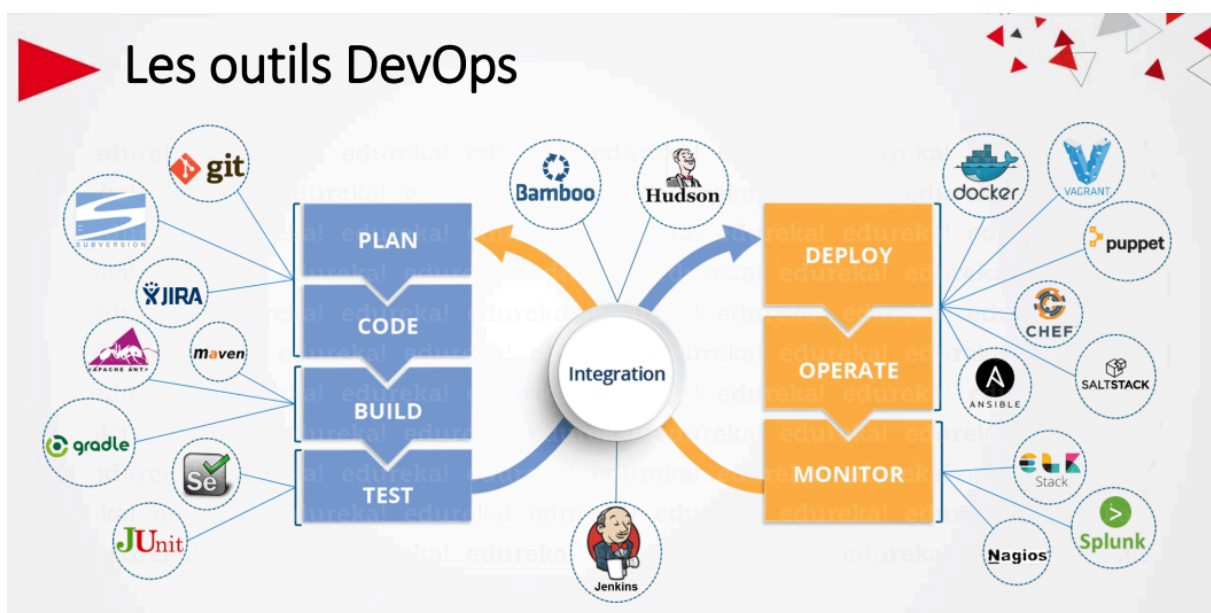 Les outils DevOps
git
SUBVERSION
JIRA
<APACHE ANT>
maven
gradle
Se
JUnit
PLAN
CODE
BUILD
TEST
Bamboo
Hudson
Integration
Jenkins
DEPLOY
OPERATE
MONITOR
docker
VAGRANT
puppet
CHEF
SALTSTACK
A
ANSIBLE
ELK
Stack
Splunk
Nagios
edureka!